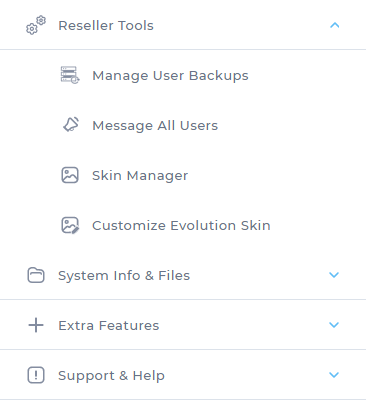 Reseller Tools
Manage User Backups
Message All Users
Skin Manager
Customize Evolution Skin
System Info & Files
Extra Features
Support & Help